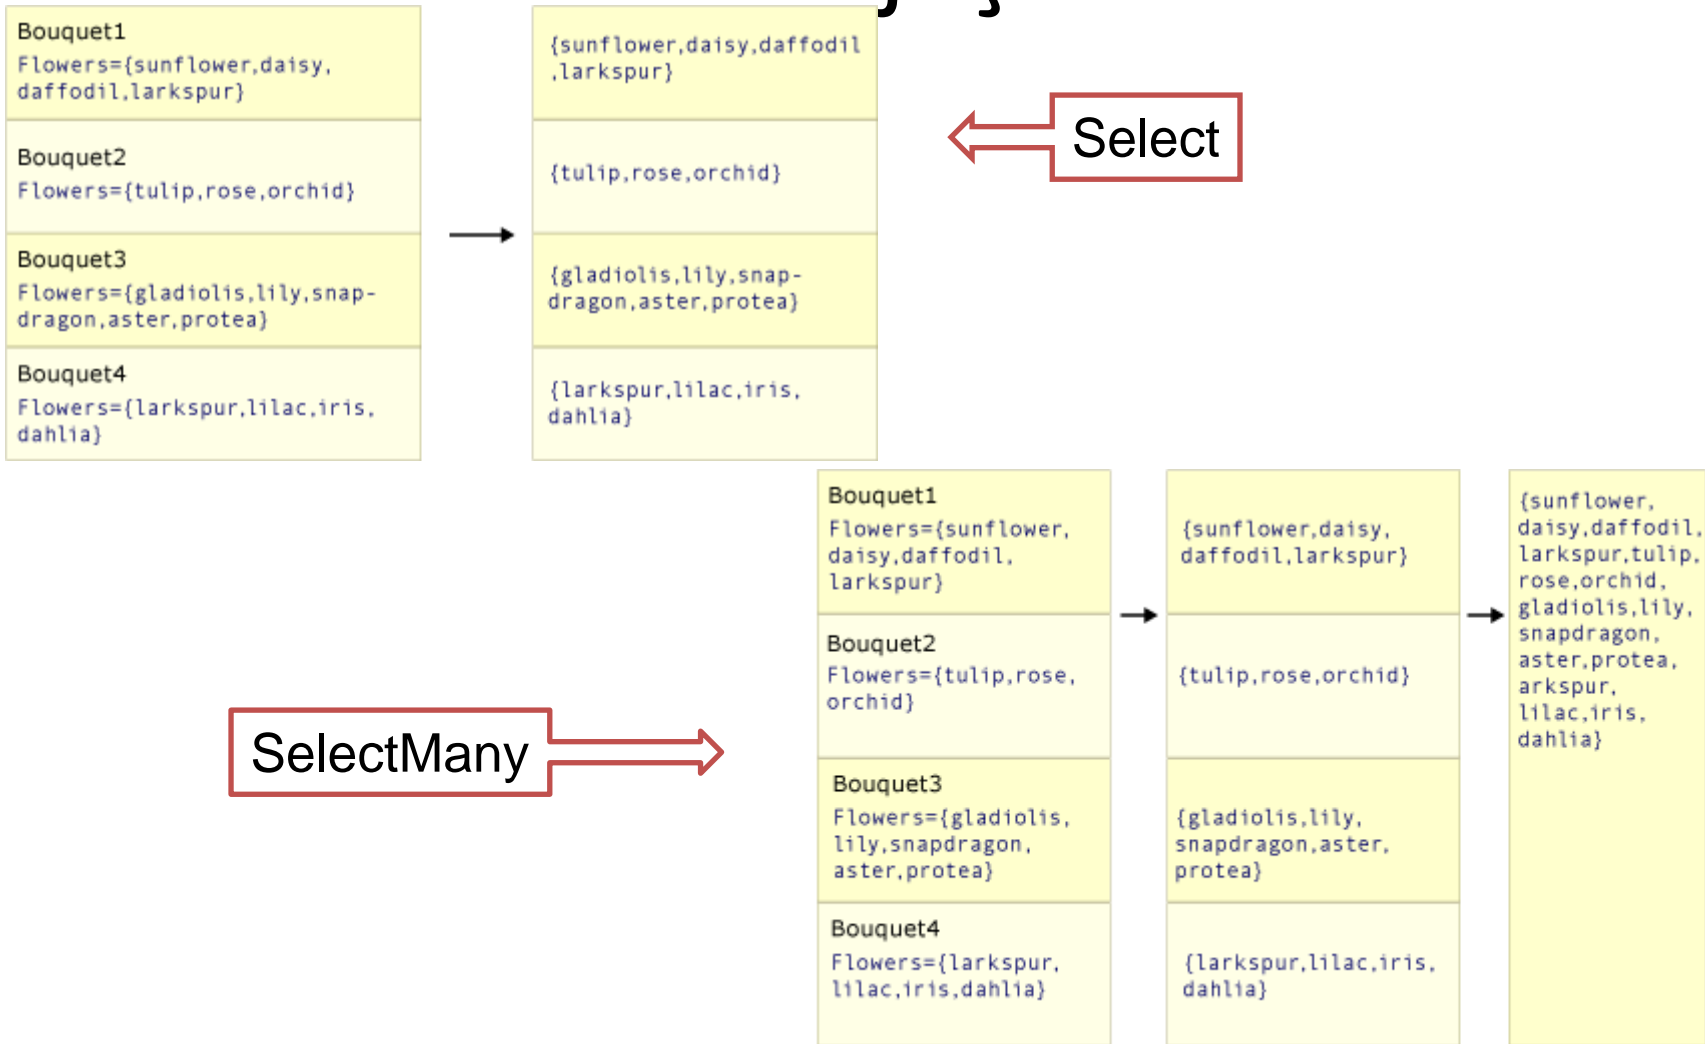 Bouquet1
Flowers={sunflower,daisy,
daffodil,larkspur}
Bouquet2
Flowers={tulip,rose,orchid}
Bouquet3
Flowers={gladiolis,lily,snap-
dragon,aster,protea}
Bouquet4
Flowers={larkspur,lilac,iris,
dahlia}
{sunflower,daisy,daffodil
,larkspur}
{tulip,rose,orchid}
{gladiolis,lily,snap-
dragon,aster,protea}
{larkspur,lilac,iris,
dahlia}
Select
SelectMany
Bouquet1
Flowers={sunflower,
daisy,daffodil,
larkspur}
Bouquet2
Flowers={tulip,rose,
orchid}
Bouquet3
Flowers={gladiolis,
lily,snapdragon,
aster,protea}
Bouquet4
Flowers={larkspur,
lilac,iris,dahlia}
{sunflower,daisy,
daffodil,larkspur}
{tulip,rose,orchid}
{gladiolis,lily,
snapdragon,aster,
protea}
{larkspur,lilac,iris,
dahlia}
{sunflower,
daisy,daffodil,
larkspur,tulip,
rose,orchid,
gladiolis,lily,
snapdragon,
aster,protea,
arkspur,
lilac,iris,
dahlia}